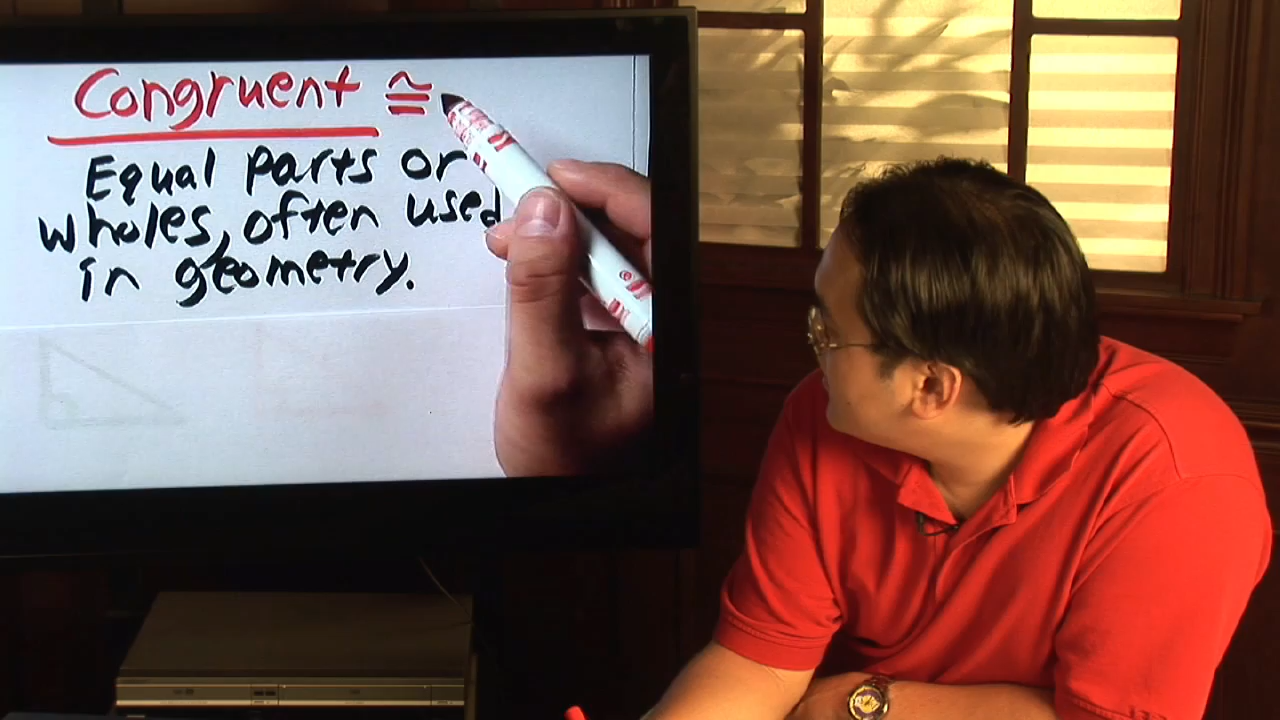 Congruent ≅
Equal parts or
wholes, often used
in geometry.